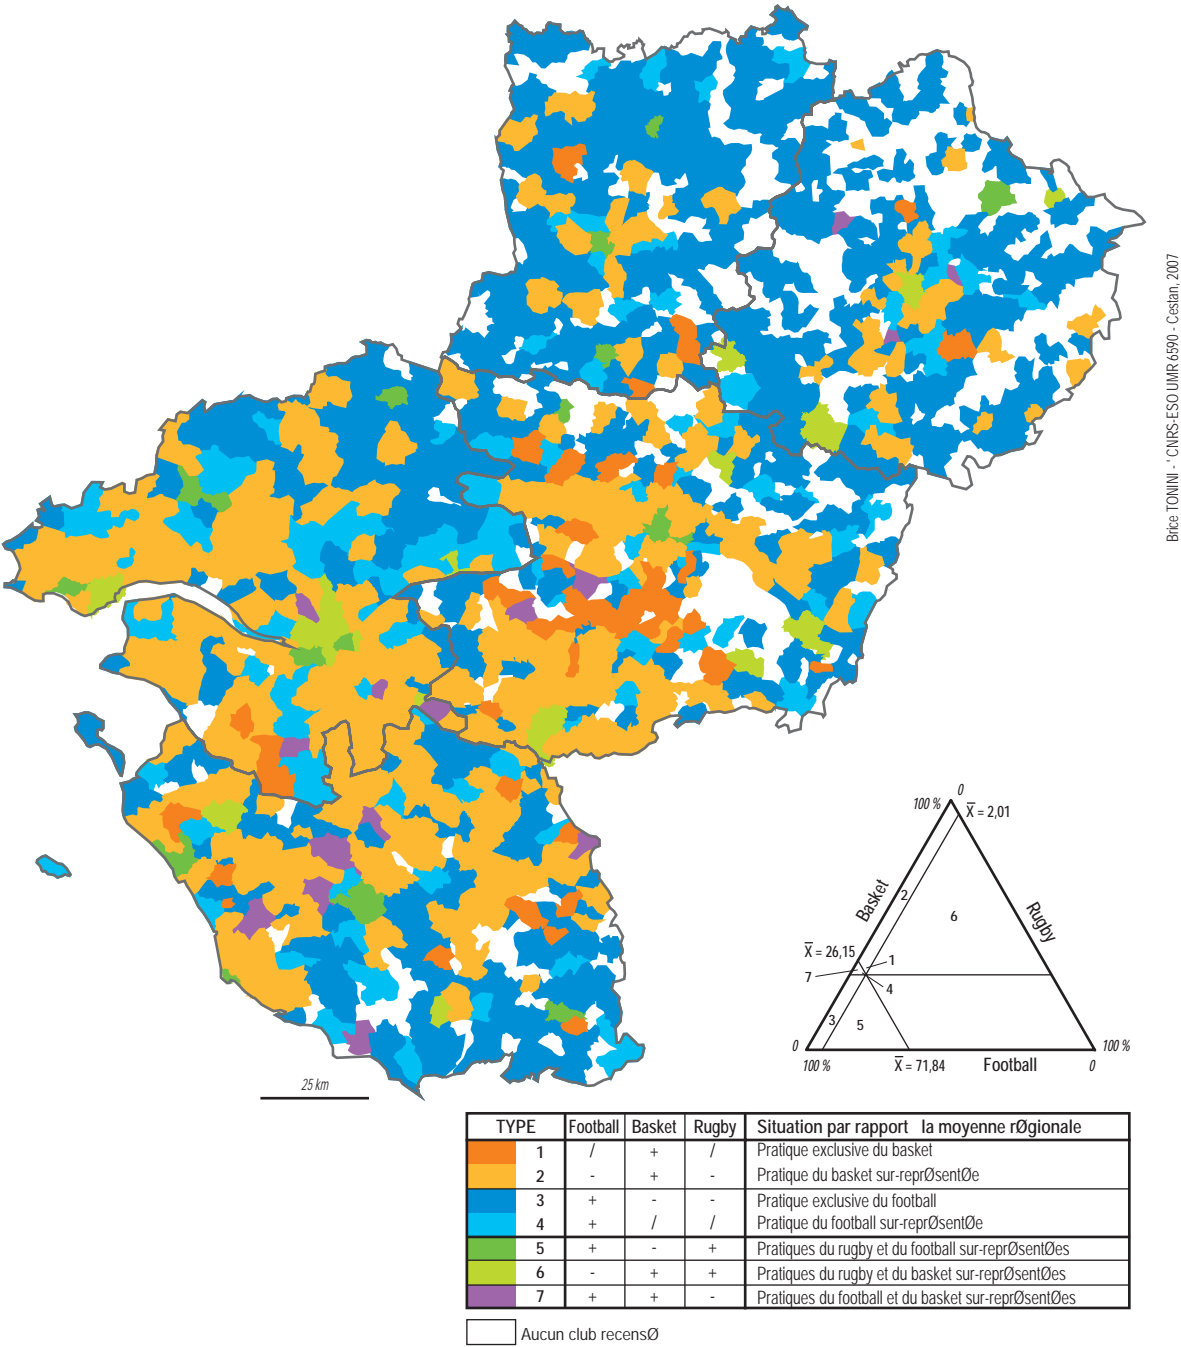 Brice TONINI - ' CNRS-ESO UMR 6590 - Cestan, 2007
0
100 %
X = 2,01
Basket
2
6
Rugby
X = 26,15
1
7
4
3
5
0
100 %
100 %
X = 71,84
Football
0
25 km
TYPE Football Basket Rugby Situation par rapport la moyenne rØgionale
1 / + / Pratique exclusive du basket
2 - + - Pratique du basket sur-reprØsentØe
3 + - - Pratique exclusive du football
4 + / / Pratique du football sur-reprØsentØe
5 + - + Pratiques du rugby et du football sur-reprØsentØes
6 - + + Pratiques du rugby et du basket sur-reprØsentØes
7 + + - Pratiques du football et du basket sur-reprØsentØes
Aucun club recensØ